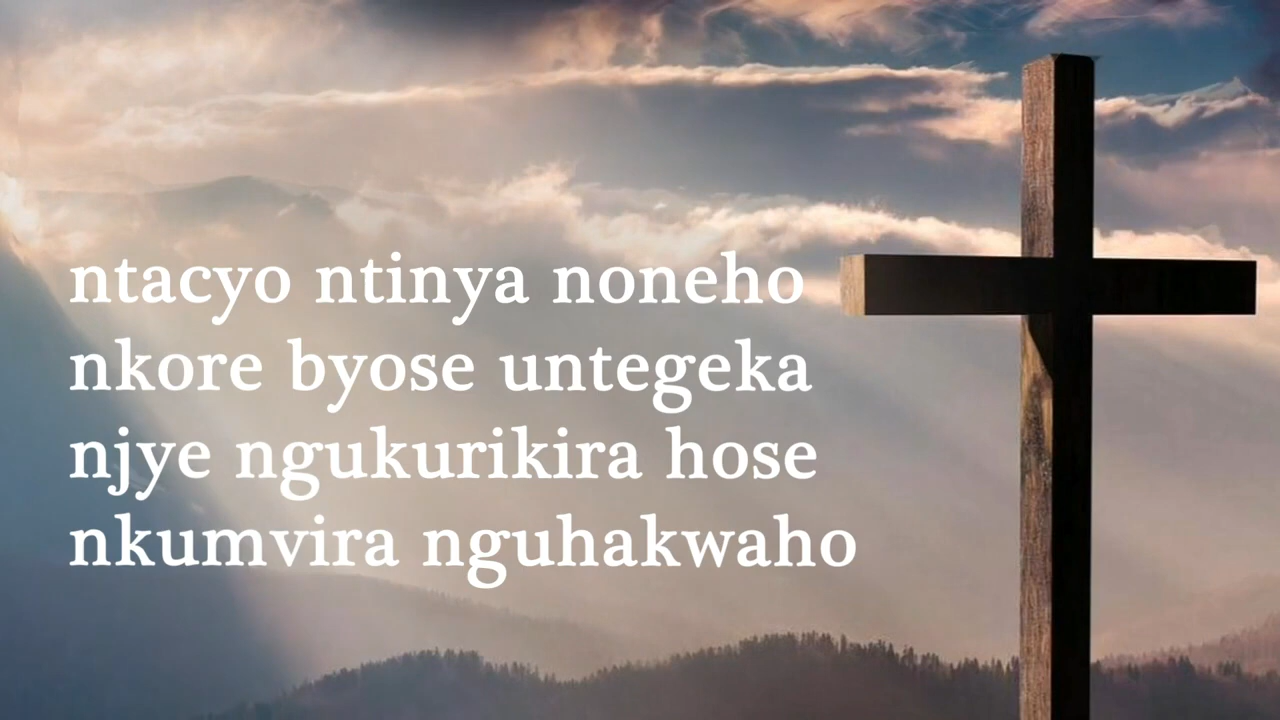 ntacyo ntinya noneho
nkore byose untegeka
njye ngukurikira hose
nkumvira nguhakwaho